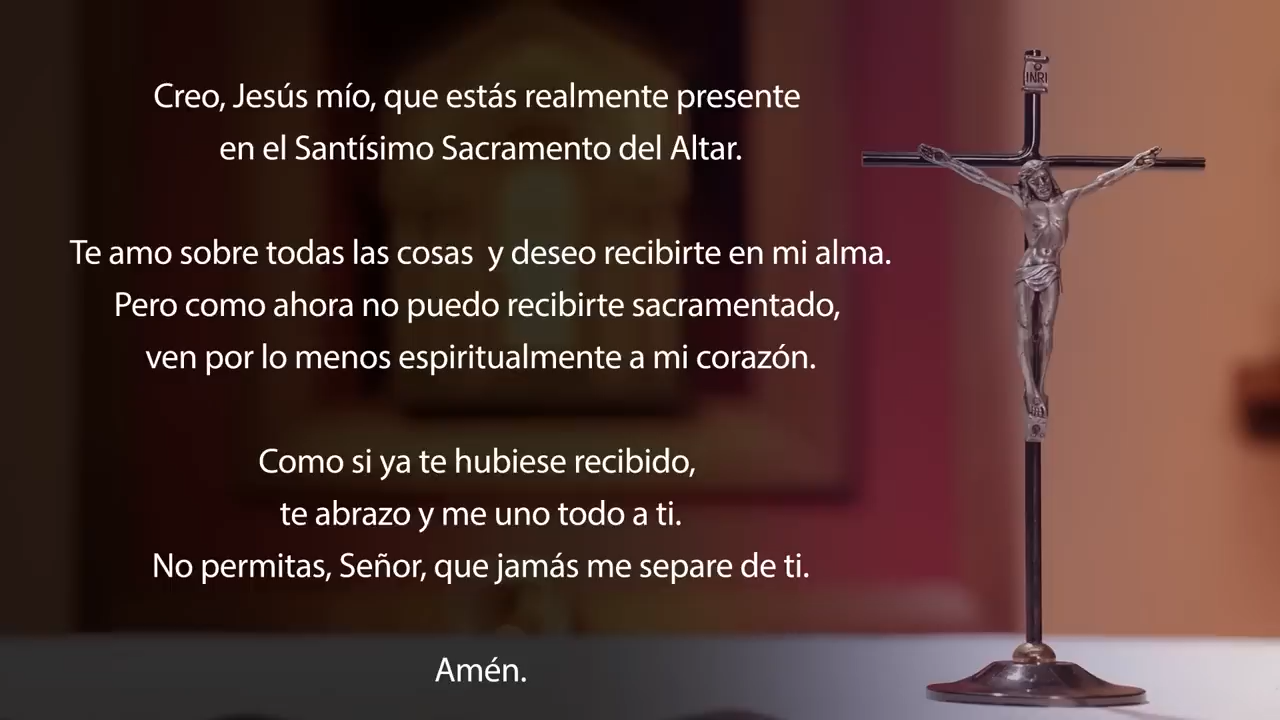 Creo, Jesús mío, que estás realmente presente
en el Santísimo Sacramento del Altar.
Te amo sobre todas las cosas  y deseo recibirte en mi alma.
Pero como ahora no puedo recibirte sacramentado,
ven por lo menos espiritualmente a mi corazón.
Como si ya te hubiese recibido,
te abrazo y me uno todo a ti.
No permitas, Señor, que jamás me separe de ti.
Amén.
INRI